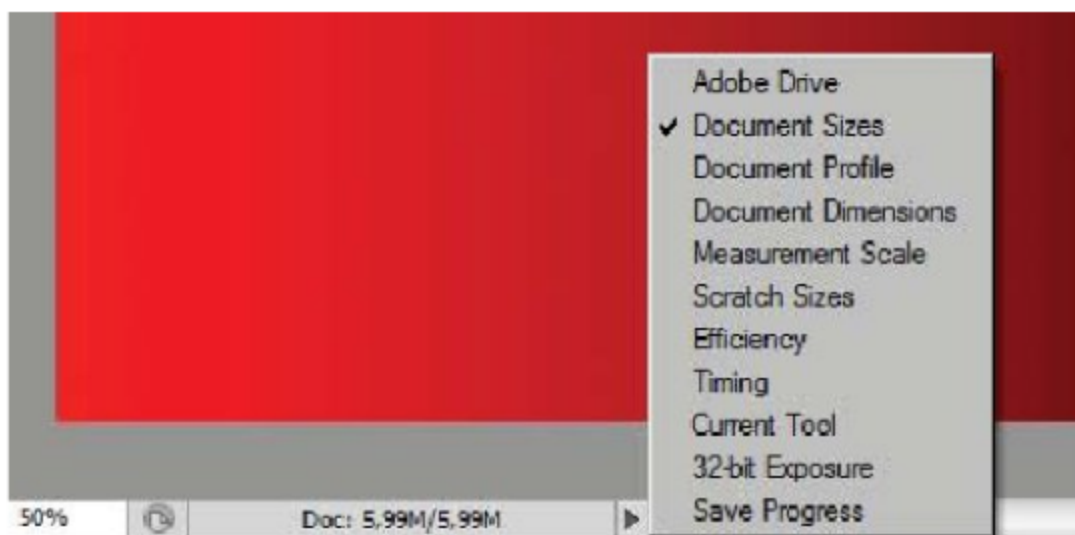 Adobe Drive
✔ Document Sizes
Document Profile
Document Dimensions
Measurement Scale
Scratch Sizes
Efficiency
Timing
Current Tool
32-bit Exposure
Save Progress
50% Doc: 5,99M/5,99M